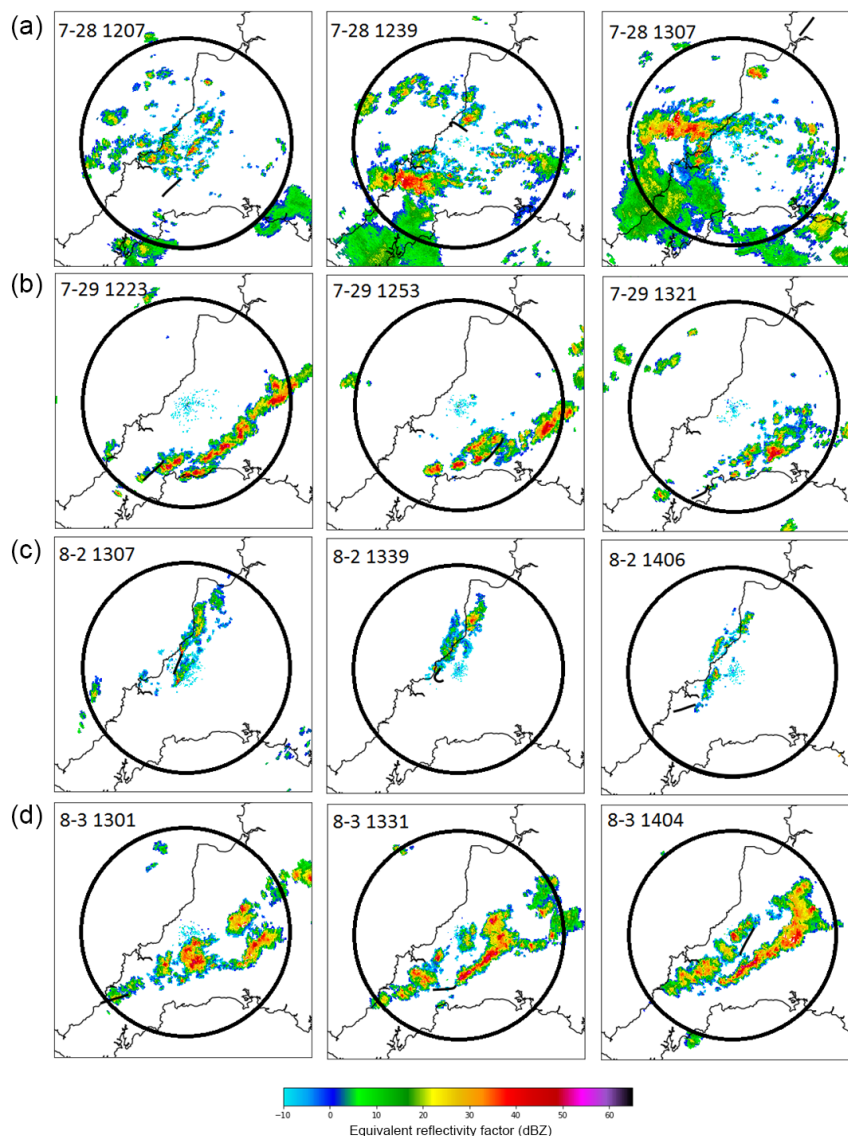 (a)
7-28 1207
7-28 1239
7-28 1307
(b)
7-29 1223
7-29 1253
7-29 1321
(c)
8-2 1307
8-2 1339
8-2 1406
(d)
8-3 1301
8-3 1331
8-3 1404
−10 0 10 20 30 40 50 60
Equivalent reflectivity factor (dBZ)